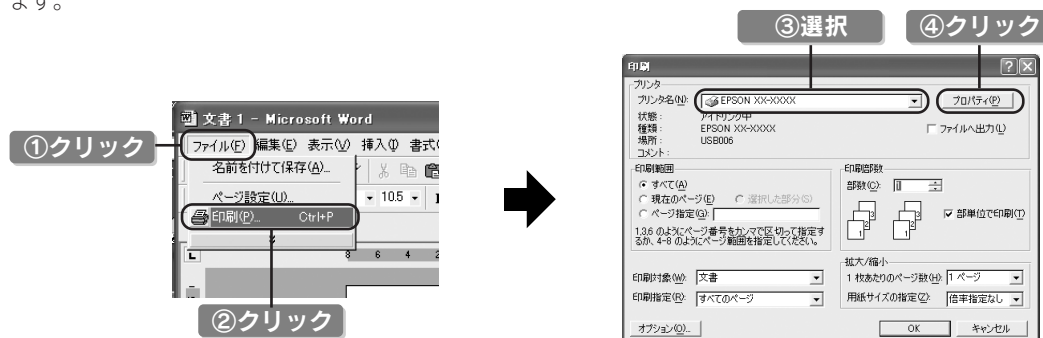 ます。
③選択
④クリック
①クリック
文書 1 - Microsoft Word
ファイル(F) 編集(E) 表示(V) 挿入(I) 書式(
名前を付けて保存(A)...
ページ設定(U)...
10.5
印刷(P)... Ctrl+P
8 6 4 2
②クリック
印刷
プリンタ
プリンタ名(N): EPSON XX-XXXX プロパティ(P)
状態: アイドリング中
種類: EPSON XX-XXXX ファイルへ出力(L)
場所: USB006
コメント:
印刷範囲
すべて(A)
現在のページ(E) 選択した部分(S)
ページ指定(G):
1,3,6 のようにページ番号をカンマで区切って指定す
るか、4-8 のようにページ範囲を指定してください。
印刷部数
部数(C): 1
部単位で印刷(T)
印刷対象(W): 文書
印刷指定(R): すべてのページ
拡大/縮小
1 枚あたりのページ数(H): 1 ページ
用紙サイズの指定(Z): 倍率指定なし
オプション(O)... OK キャンセル